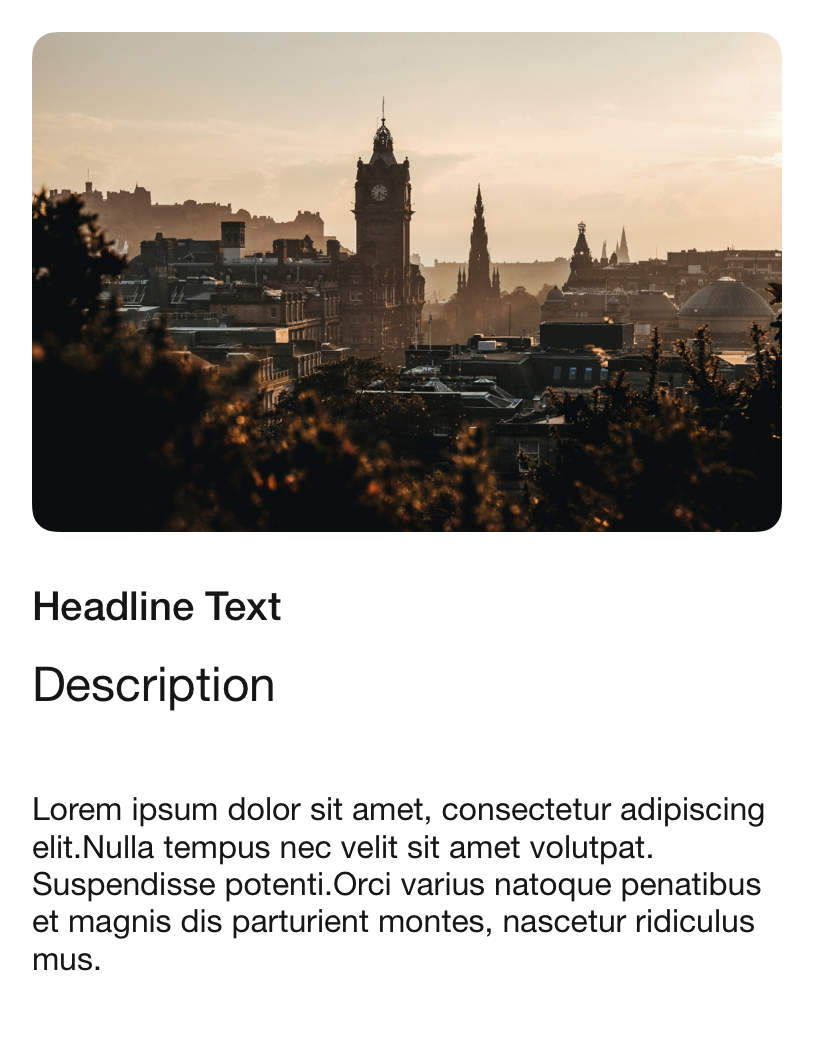 Headline Text
Description
Lorem ipsum dolor sit amet, consectetur adipiscing
elit.Nulla tempus nec velit sit amet volutpat.
Suspendisse potenti.Orci varius natoque penatibus
et magnis dis parturient montes, nascetur ridiculus
mus.